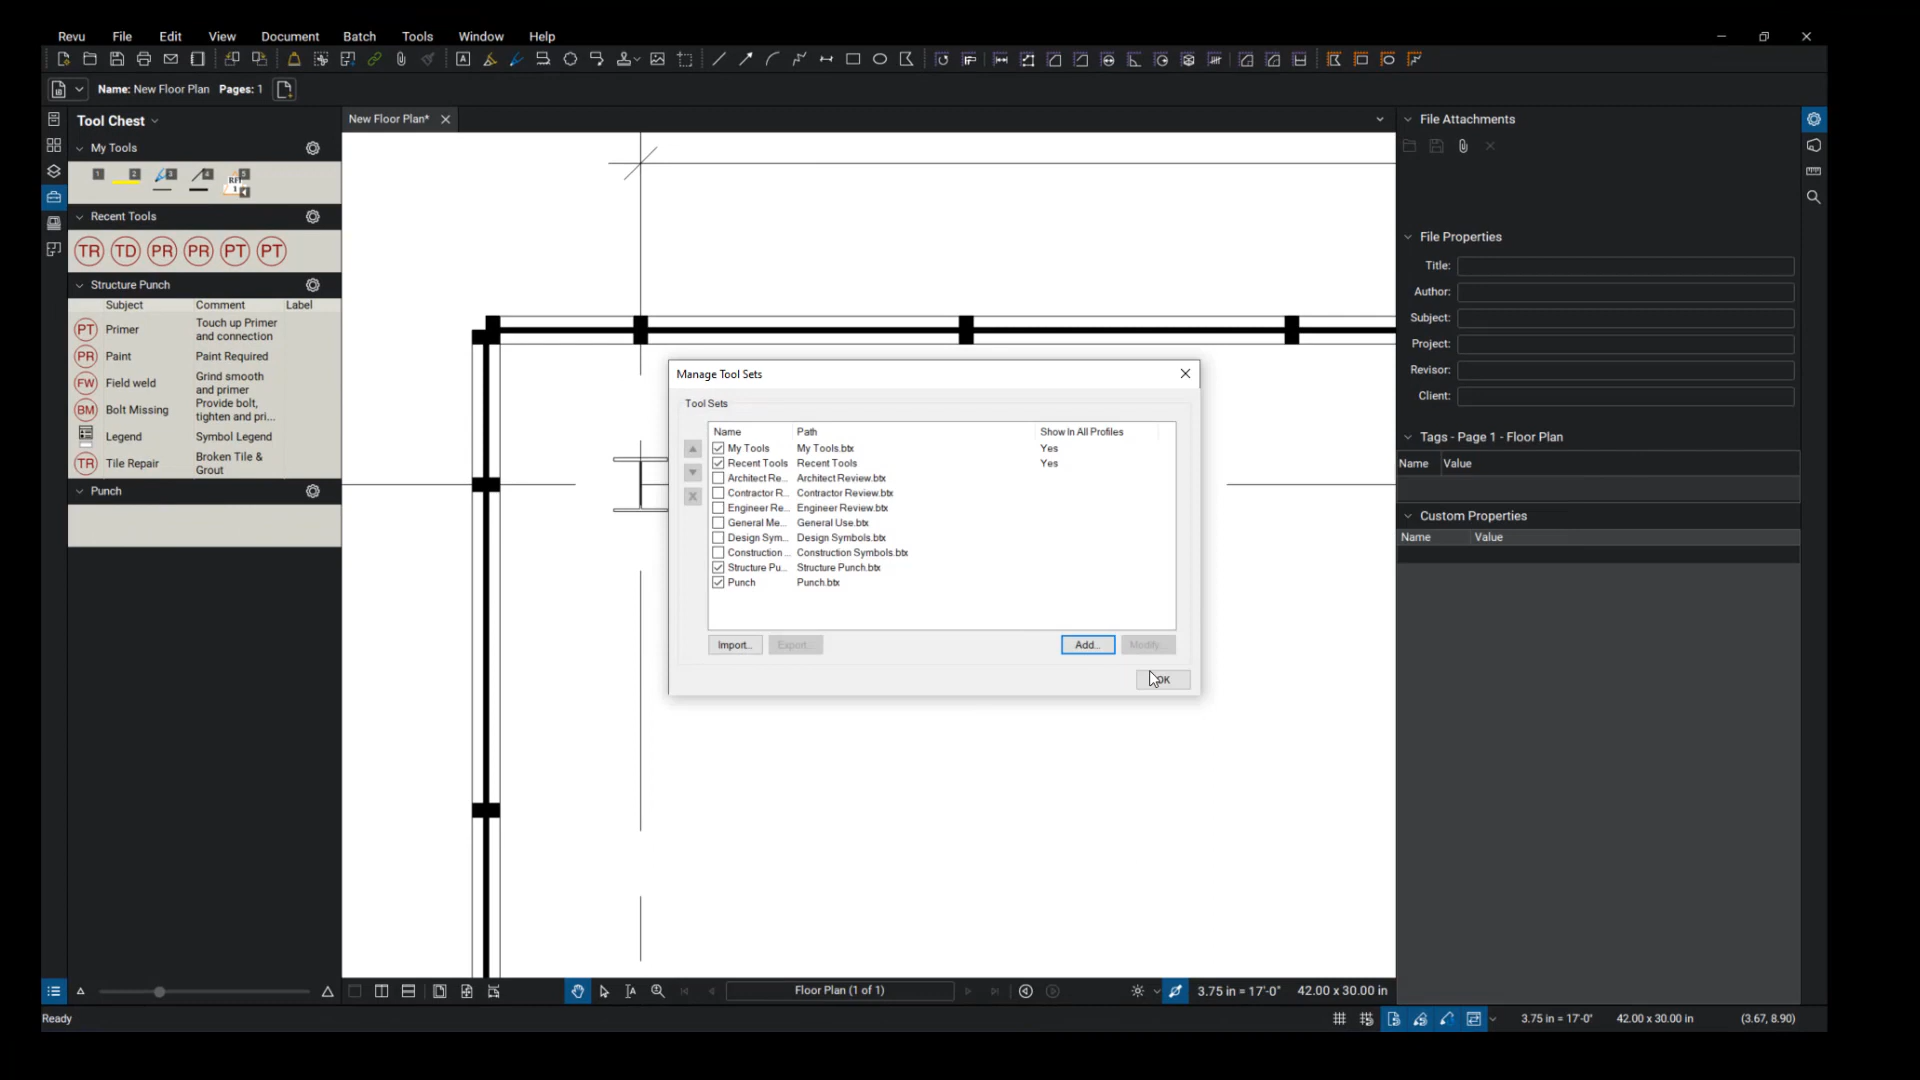 Revu File Edit View Document Batch Tools Window Help
Name: New Floor Plan Pages: 1
Tool Chest
New Floor Plan*
My Tools
1 2 3 4 5
RFI
1
Recent Tools
TR TD PR PR PT PT
Structure Punch
Subject Comment Label
PT Primer Touch up Primer
and connection
PR Paint Paint Required
FW Field weld Grind smooth
and primer
BM Bolt Missing Provide bolt,
tighten and pri...
Legend Symbol Legend
TR Tile Repair Broken Tile &
Grout
Punch
Manage Tool Sets
Tool Sets
Name Path Show In All Profiles
My Tools My Tools.btx Yes
Recent Tools Recent Tools Yes
Architect Re... Architect Review.btx
Contractor R... Contractor Review.btx
Engineer Re... Engineer Review.btx
General Me... General Use.btx
Design Sym... Design Symbols.btx
Construction ... Construction Symbols.btx
Structure Pu... Structure Punch.btx
Punch Punch.btx
Import... Export... Add... Modify...
OK
File Attachments
File Properties
Title:
Author:
Subject:
Project:
Revisor:
Client:
Tags - Page 1 - Floor Plan
Name Value
Custom Properties
Name Value
Floor Plan (1 of 1)
3.75 in = 17'-0" 42.00 x 30.00 in
Ready
3.75 in = 17'-0" 42.00 x 30.00 in (3.67, 8.90)